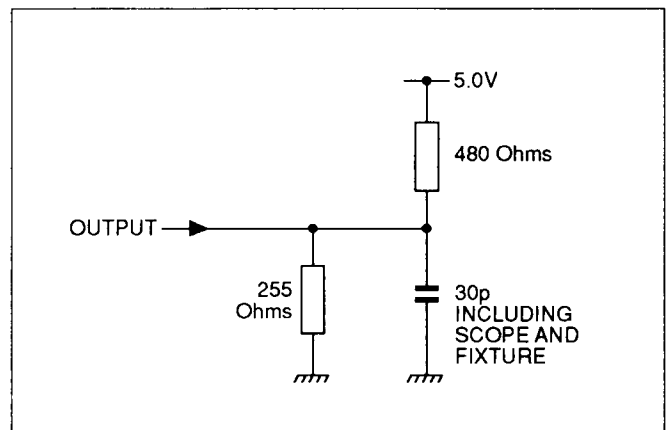 5.0V
480 Ohms
OUTPUT
255
Ohms
30p
INCLUDING
SCOPE AND
FIXTURE